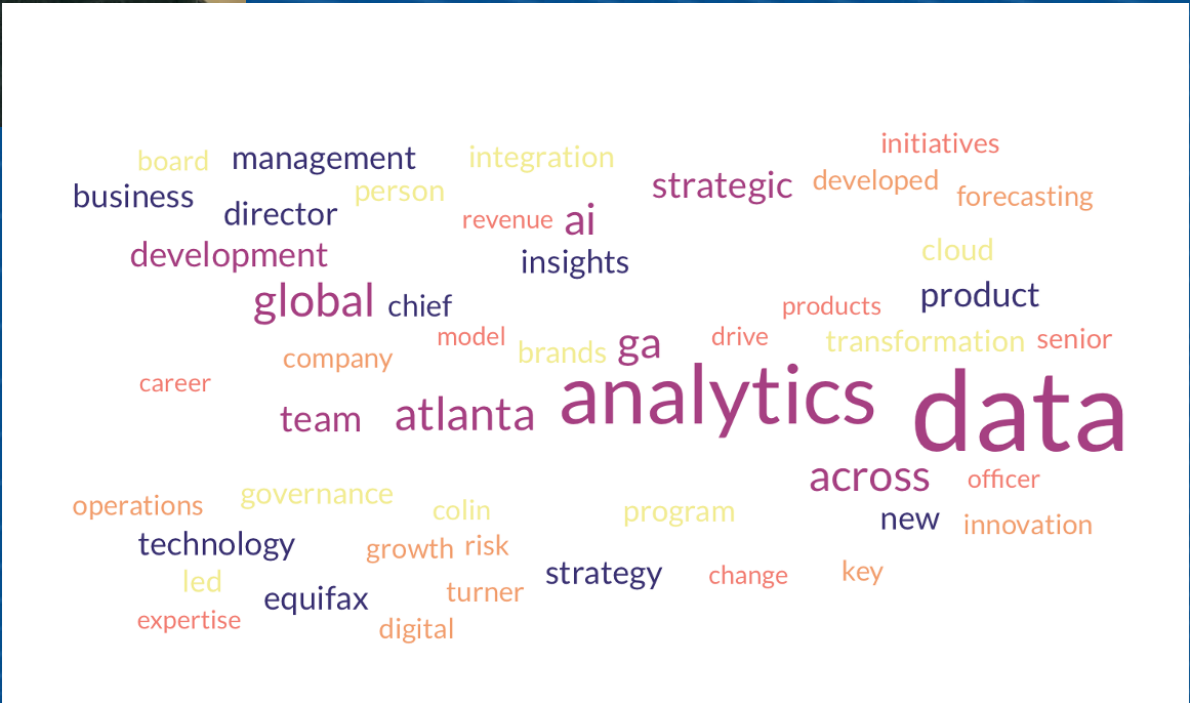 initiatives
board management integration
person strategic developed forecasting
business director revenue ai
development insights cloud
global chief products product
model brands ga drive transformation senior
company
career analytics data
team atlanta
across officer
operations governance colin program new innovation
technology growth risk
led equifax turner strategy change key
expertise digital